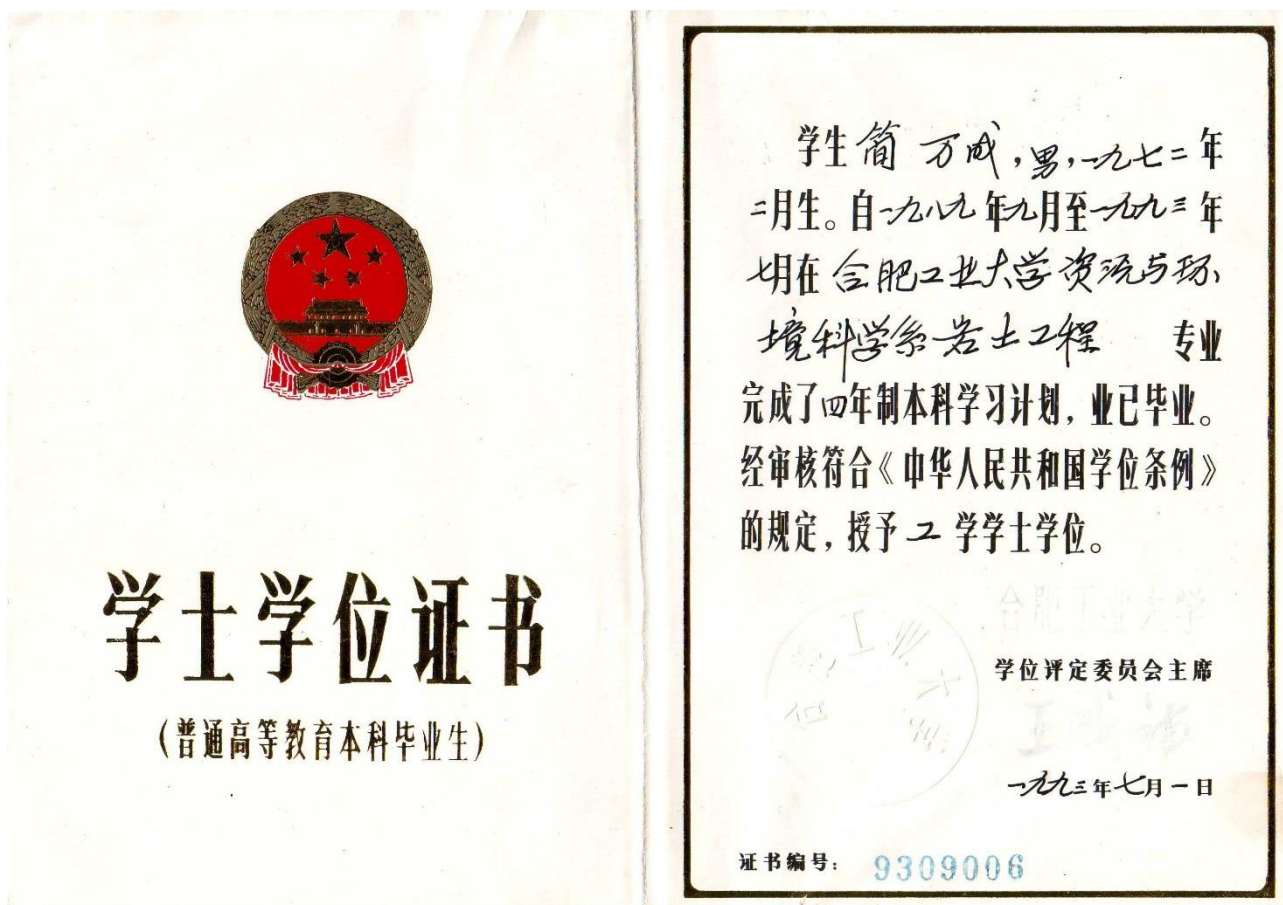 学士学位证书
(普通高等教育本科毕业生)
学生简万成,男,一九七二年
二月生。自一九八九年九月至一九九三年
七月在合肥工业大学资源与环
境科学系岩土工程 专业
完成了四年制本科学习计划,业已毕业。
经审核符合《中华人民共和国学位条例》
的规定,授予工学学士学位。
合肥工业大学
学位评定委员会主席
一九九三年七月一日
证书编号: 9309006